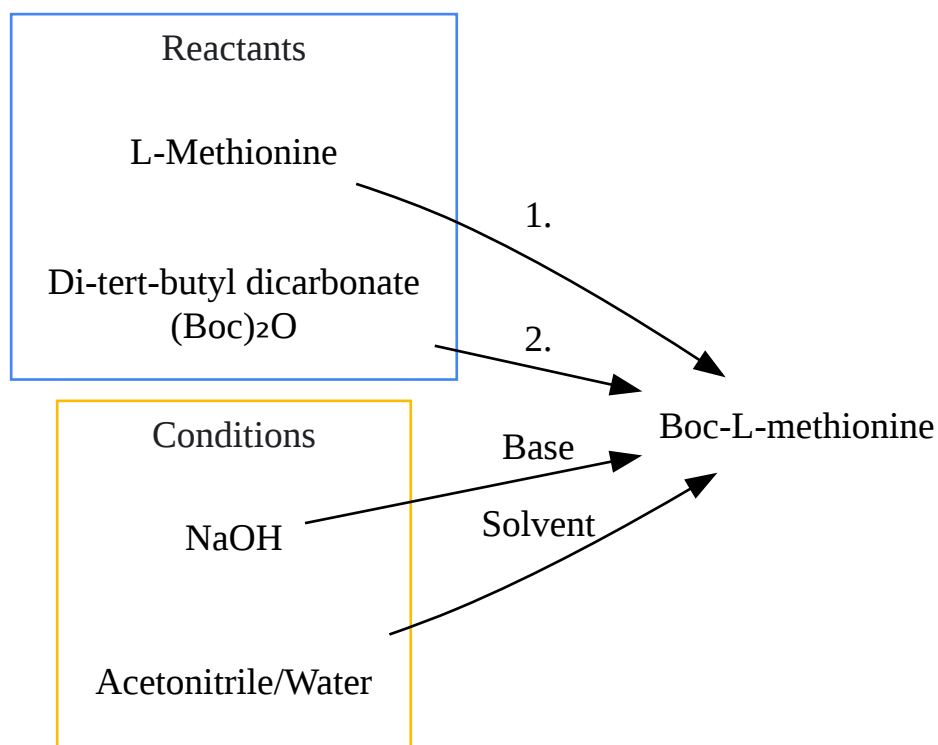 Reactants
L-Methionine
1.
Di-tert-butyl dicarbonate
(Boc)₂O
2.
Boc-L-methionine
Conditions
Base
NaOH
Solvent
Acetonitrile/Water